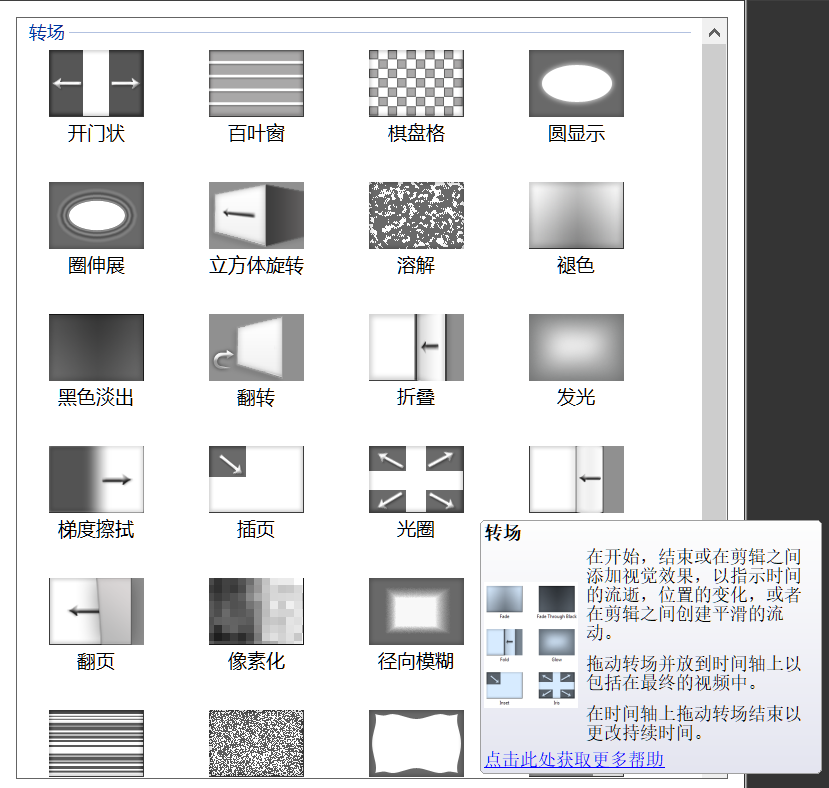 转场
开门状 百叶窗 棋盘格 圆显示
圈伸展 立方体旋转 溶解 褪色
黑色淡出 翻转 折叠 发光
梯度擦拭 插页 光圈
翻页 像素化 径向模糊
转场
在开始，结束或在剪辑之间
添加视觉效果，以指示时间
的流逝，位置的变化，或者
在剪辑之间创建平滑的流
动。
Fade Fade Through Black
Fold Glow
Inset Iris
拖动转场并放到时间轴上以
包括在最终的视频中。
在时间轴上拖动转场结束以
更改持续时间。
点击此处获取更多帮助